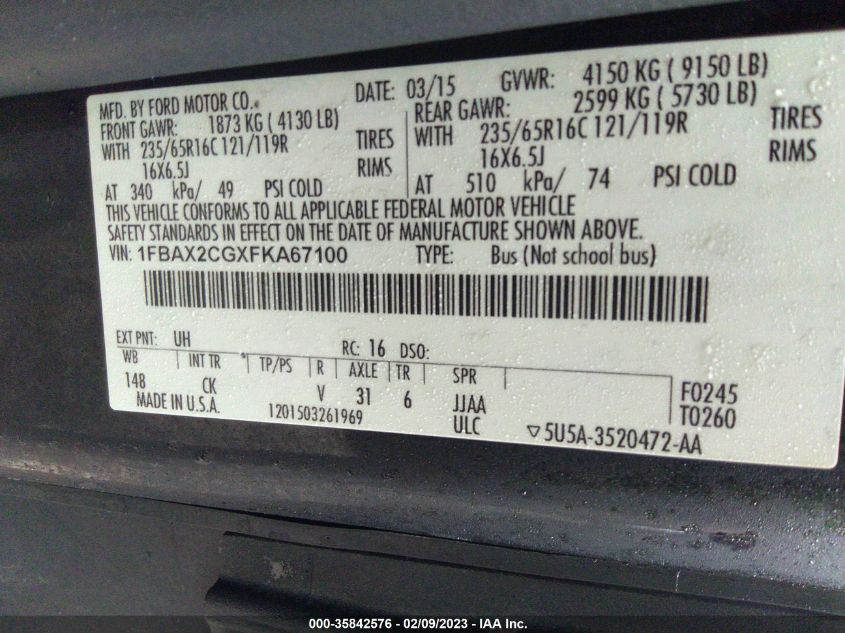 MFD. BY FORD MOTOR CO. DATE: 03/15 GVWR: 4150 KG ( 9150 LB)
FRONT GAWR: 1873 KG ( 4130 LB) REAR GAWR: 2599 KG ( 5730 LB)
WITH 235/65R16C 121/119R TIRES WITH 235/65R16C 121/119R TIRES
16X6.5J RIMS 16X6.5J RIMS
AT 340 kPa/ 49 PSI COLD AT 510 kPa/ 74 PSI COLD
THIS VEHICLE CONFORMS TO ALL APPLICABLE FEDERAL MOTOR VEHICLE
SAFETY STANDARDS IN EFFECT ON THE DATE OF MANUFACTURE SHOWN ABOVE.
VIN: 1FBAX2CGXFKA67100 TYPE: Bus (Not school bus)
EXT PNT: UH RC: 16 DSO:
WB INT TR * TP/PS R AXLE TR SPR
148 CK V 31 6 JJAA F0245
MADE IN U.S.A. 1201503261969 ULC T0260
▽5U5A-3520472-AA
000-35842576 - 02/09/2023 - IAA Inc.